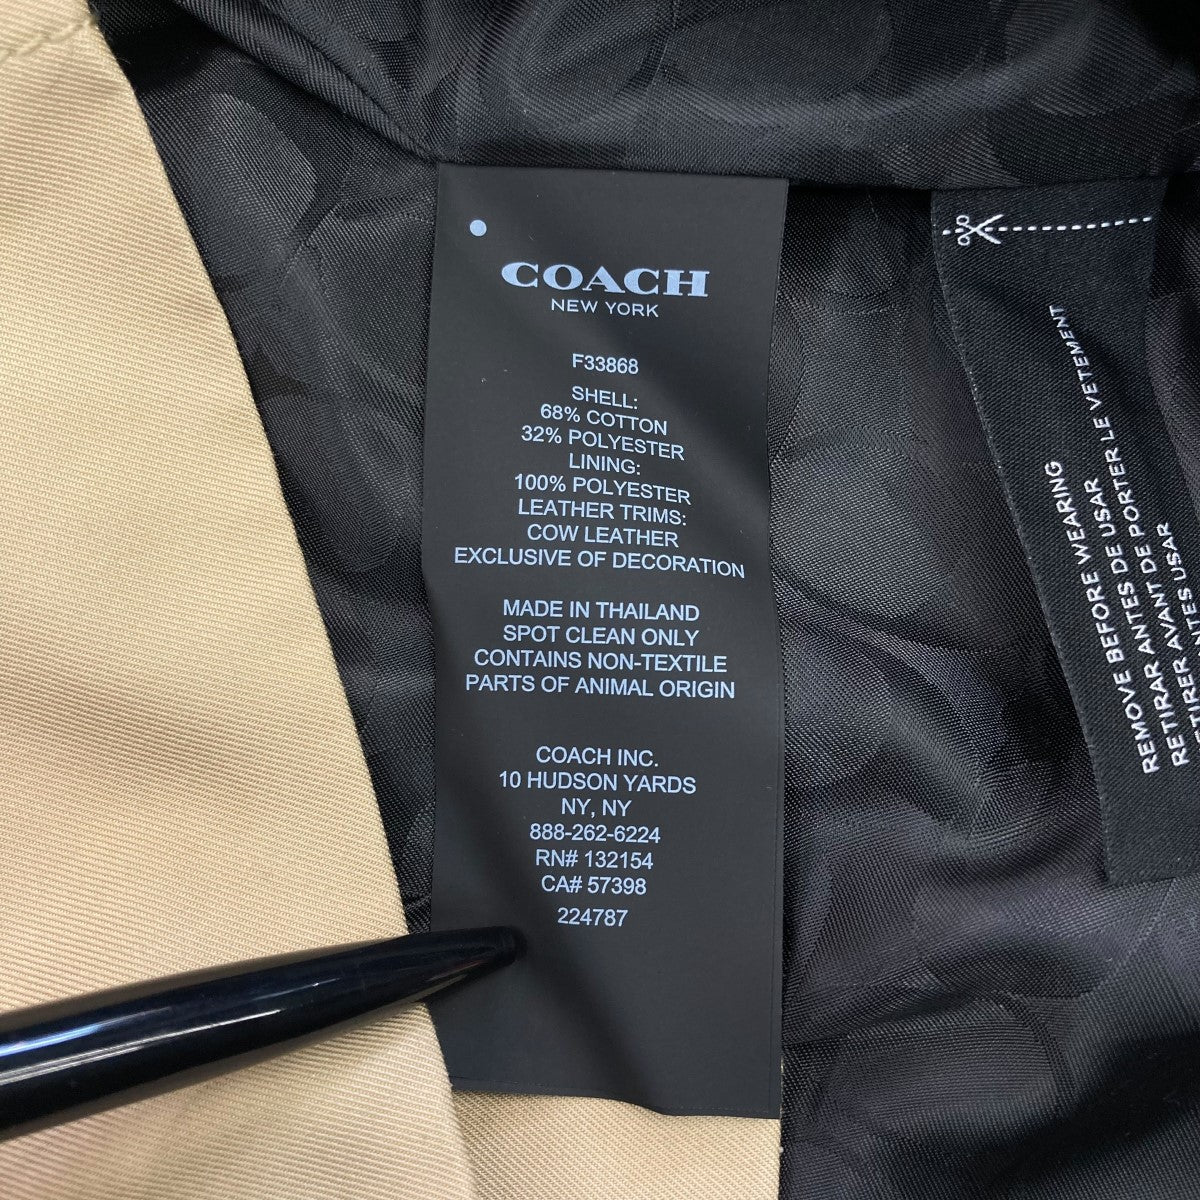 COACH
NEW YORK
F33868
SHELL:
68% COTTON
32% POLYESTER
LINING:
100% POLYESTER
LEATHER TRIMS:
COW LEATHER
EXCLUSIVE OF DECORATION
MADE IN THAILAND
SPOT CLEAN ONLY
CONTAINS NON-TEXTILE
PARTS OF ANIMAL ORIGIN
COACH INC.
10 HUDSON YARDS
NY, NY
888-262-6224
RN# 132154
CA# 57398
224787
REMOVE BEFORE WEARING
RETIRAR ANTES DE USAR
RETIRER AVANT DE PORTER LE VETEMENT
USAR